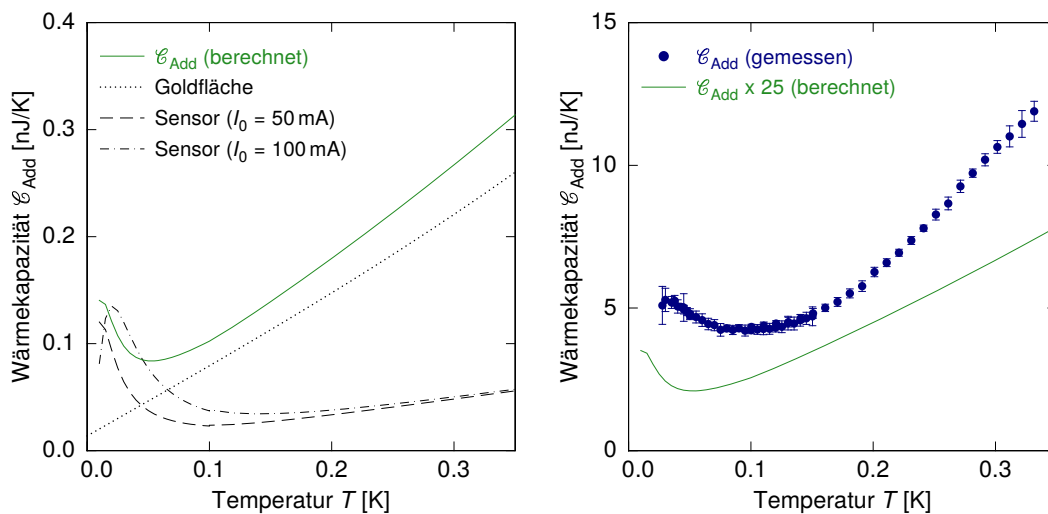 Wärmekapazität 𝒞Add [nJ/K]
0.4
0.3
0.2
0.1
0.0
𝒞Add (berechnet)
Goldfläche
Sensor (I0 = 50 mA)
Sensor (I0 = 100 mA)
0.0 0.1 0.2 0.3
Temperatur T [K]
Wärmekapazität 𝒞Add [nJ/K]
15
10
5
0
𝒞Add (gemessen)
𝒞Add x 25 (berechnet)
0.0 0.1 0.2 0.3
Temperatur T [K]